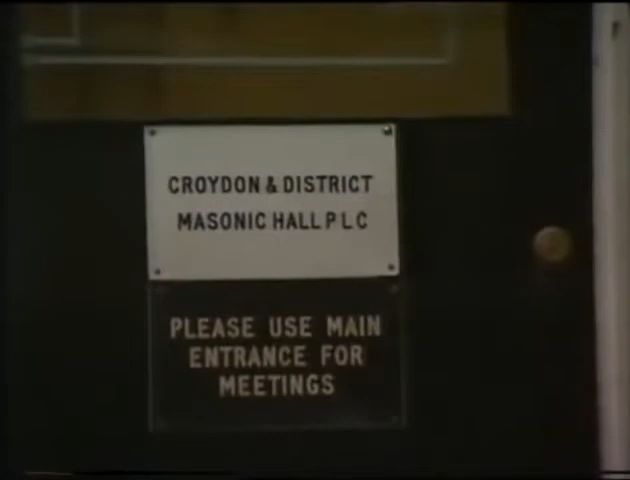 CROYDON & DISTRICT
MASONIC HALL P L C
PLEASE USE MAIN
ENTRANCE FOR
MEETINGS